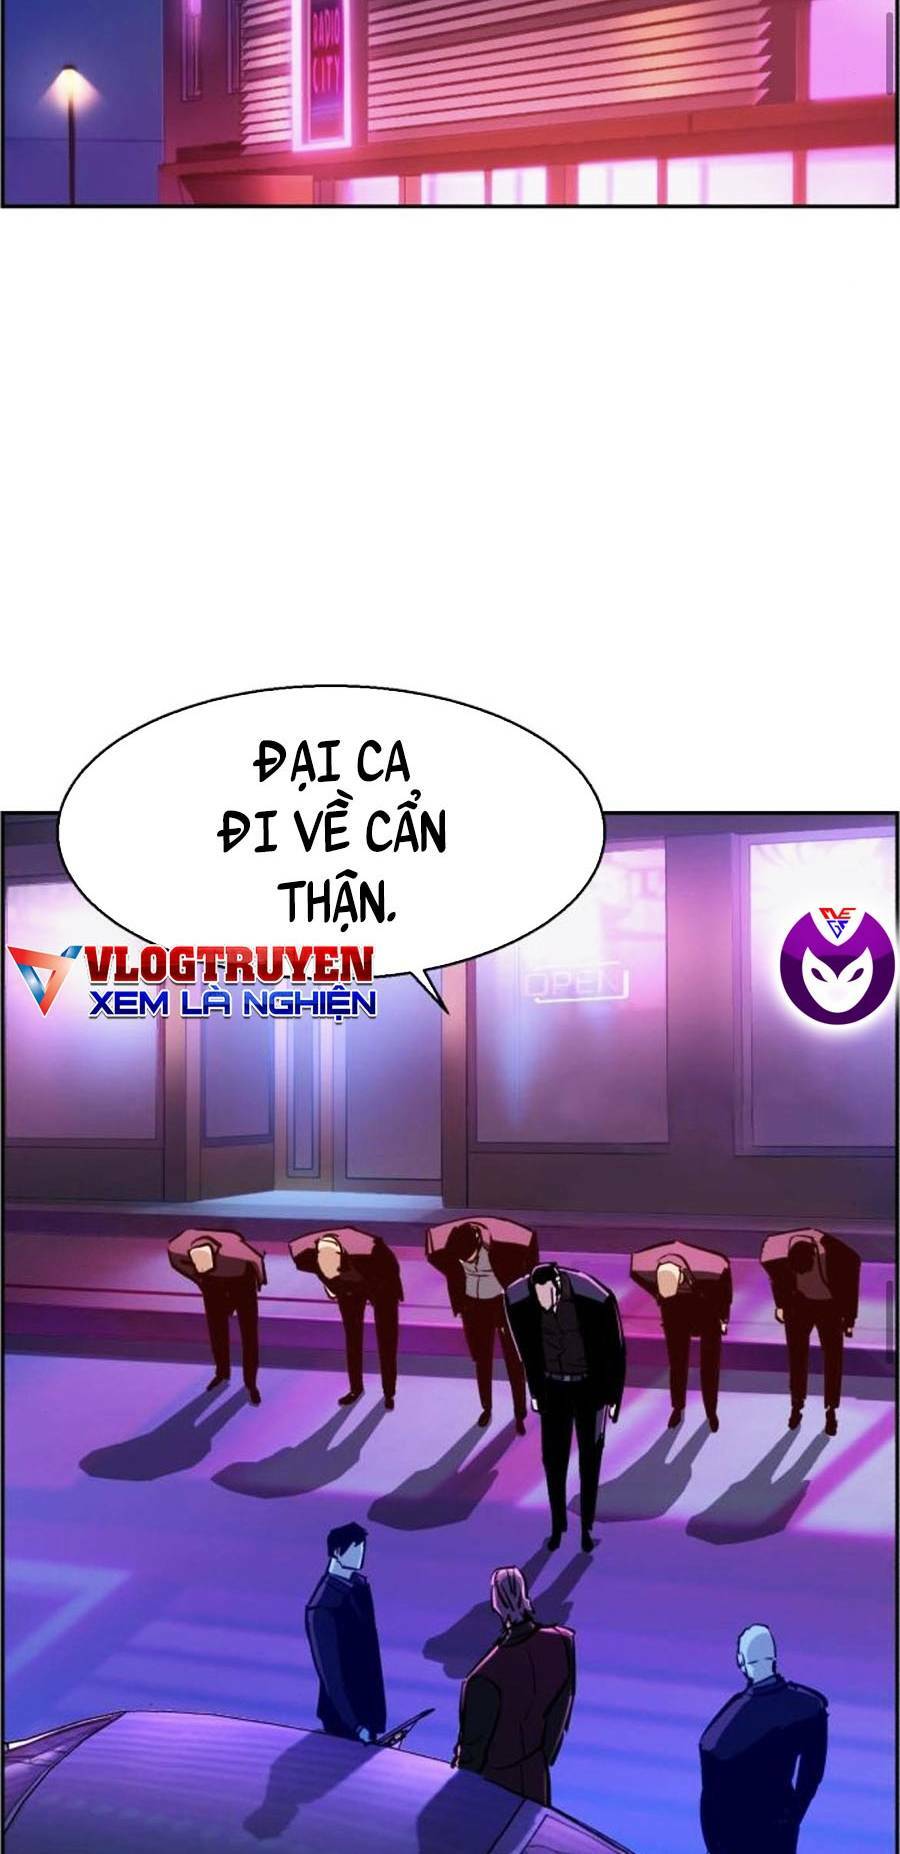 RADIO
CITY
ĐẠI CA
ĐI VỀ CẨN
THẬN.
VLOGTRUYEN
XEM LÀ NGHIỆN
OPEN